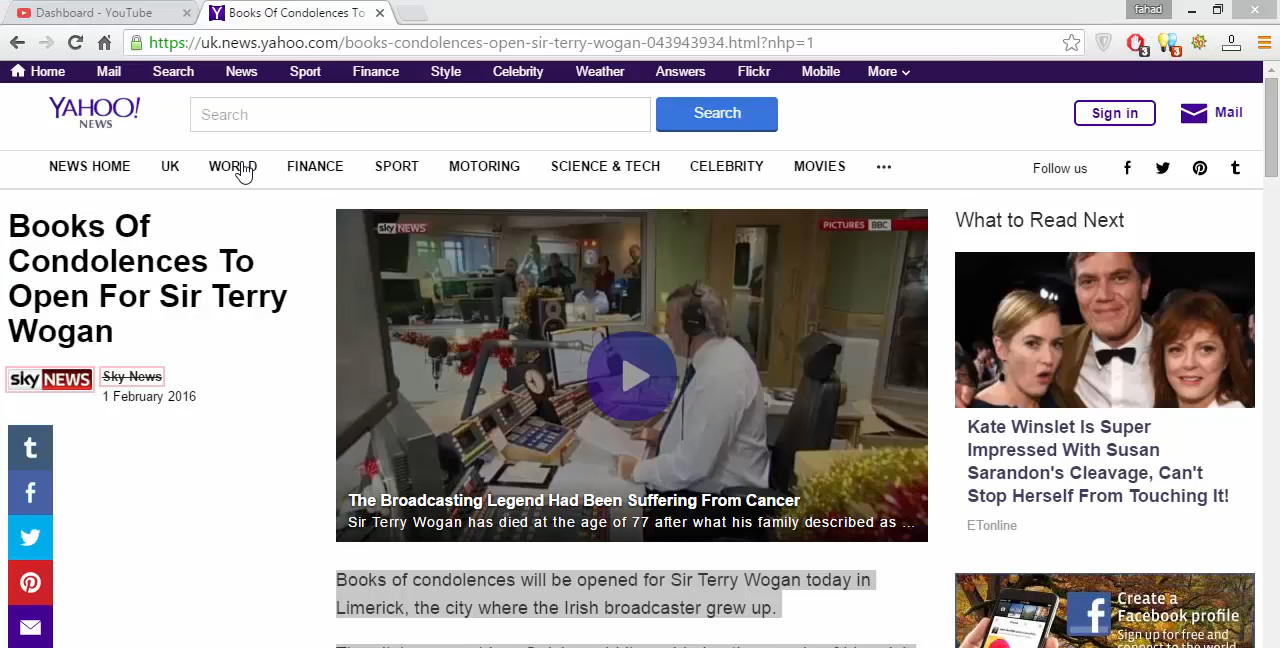 Dashboard - YouTube
Books Of Condolences To
fahad
https://uk.news.yahoo.com/books-condolences-open-sir-terry-wogan-043943934.html?nhp=1
3
3
0
Home Mail Search News Sport Finance Style Celebrity Weather Answers Flickr Mobile More
YAHOO!
NEWS
Search
Search
Sign in
Mail
NEWS HOME UK WORLD FINANCE SPORT MOTORING SCIENCE & TECH CELEBRITY MOVIES •••
Follow us
Books Of
Condolences To
Open For Sir Terry
Wogan
sky NEWS
Sky News
1 February 2016
sky NEWS
PICTURES BBC
The Broadcasting Legend Had Been Suffering From Cancer
Sir Terry Wogan has died at the age of 77 after what his family described as ...
Books of condolences will be opened for Sir Terry Wogan today in
Limerick, the city where the Irish broadcaster grew up.
What to Read Next
Kate Winslet Is Super
Impressed With Susan
Sarandon's Cleavage, Can't
Stop Herself From Touching It!
ETonline
Create a
Facebook profile
Sign up for free and
connect to the world